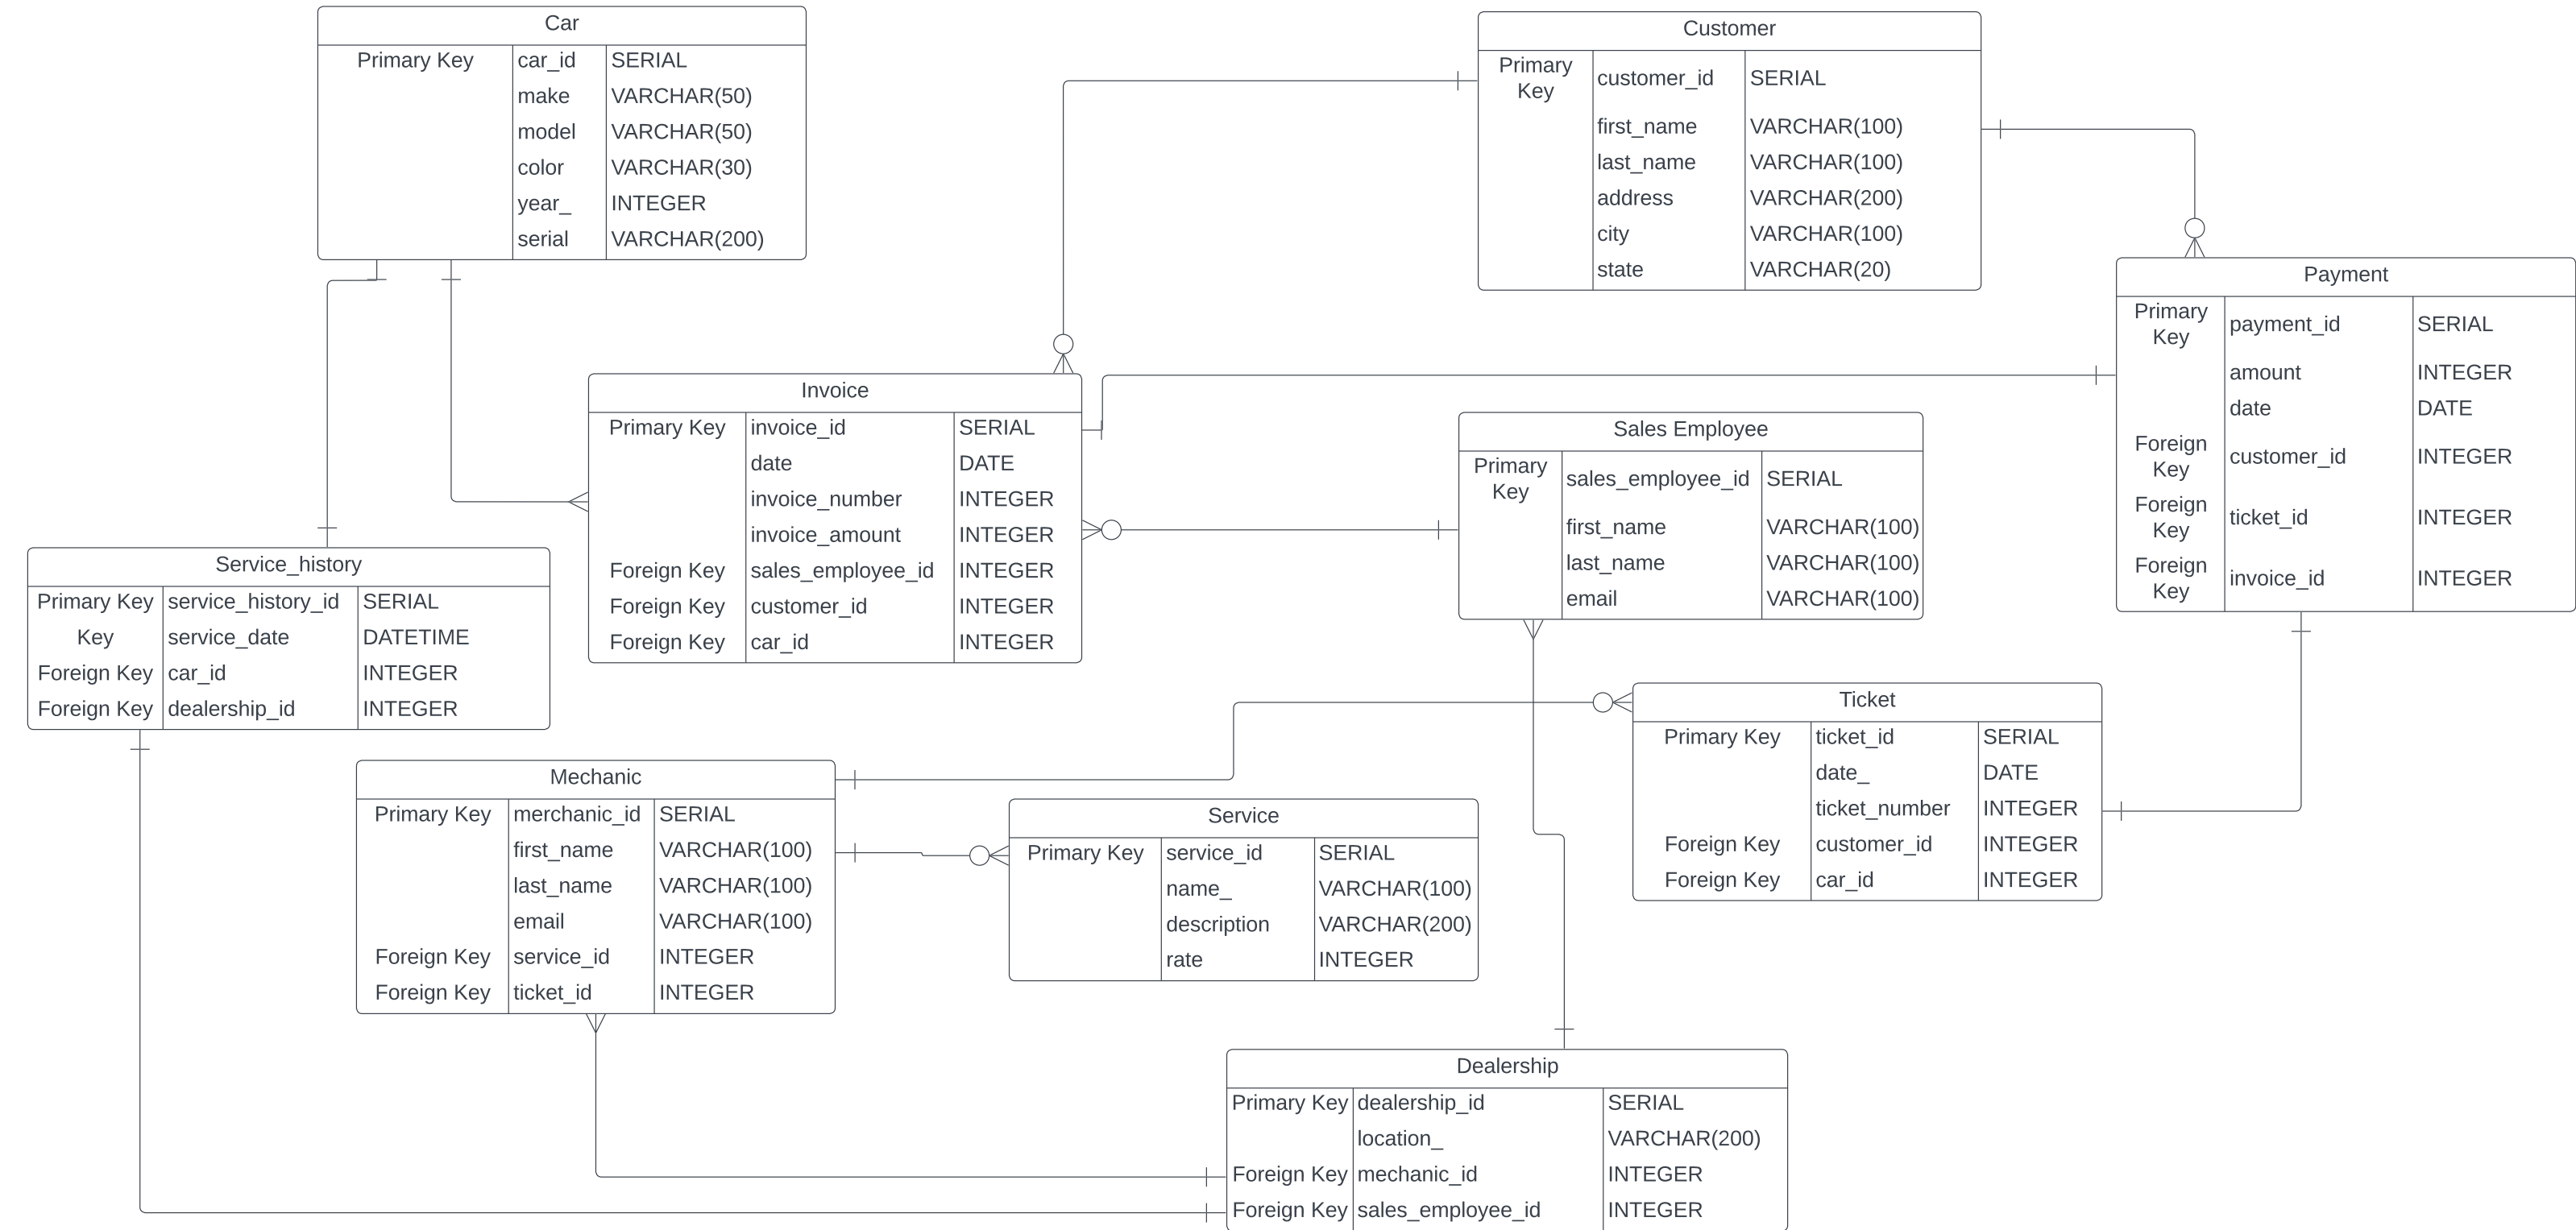 Car
Primary Key car_id SERIAL
make VARCHAR(50)
model VARCHAR(50)
color VARCHAR(30)
year_ INTEGER
serial VARCHAR(200)
Customer
Primary Key customer_id SERIAL
first_name VARCHAR(100)
last_name VARCHAR(100)
address VARCHAR(200)
city VARCHAR(100)
state VARCHAR(20)
Payment
Primary Key payment_id SERIAL
amount INTEGER
date DATE
Foreign Key customer_id INTEGER
Foreign Key ticket_id INTEGER
Foreign Key invoice_id INTEGER
Invoice
Primary Key invoice_id SERIAL
date DATE
invoice_number INTEGER
invoice_amount INTEGER
Foreign Key sales_employee_id INTEGER
Foreign Key customer_id INTEGER
Foreign Key car_id INTEGER
Sales Employee
Primary Key sales_employee_id SERIAL
first_name VARCHAR(100)
last_name VARCHAR(100)
email VARCHAR(100)
Service_history
Primary Key service_history_id SERIAL
Key service_date DATETIME
Foreign Key car_id INTEGER
Foreign Key dealership_id INTEGER
Ticket
Primary Key ticket_id SERIAL
date_ DATE
ticket_number INTEGER
Foreign Key customer_id INTEGER
Foreign Key car_id INTEGER
Mechanic
Primary Key merchanic_id SERIAL
first_name VARCHAR(100)
last_name VARCHAR(100)
email VARCHAR(100)
Foreign Key service_id INTEGER
Foreign Key ticket_id INTEGER
Service
Primary Key service_id SERIAL
name_ VARCHAR(100)
description VARCHAR(200)
rate INTEGER
Dealership
Primary Key dealership_id SERIAL
location_ VARCHAR(200)
Foreign Key mechanic_id INTEGER
Foreign Key sales_employee_id INTEGER